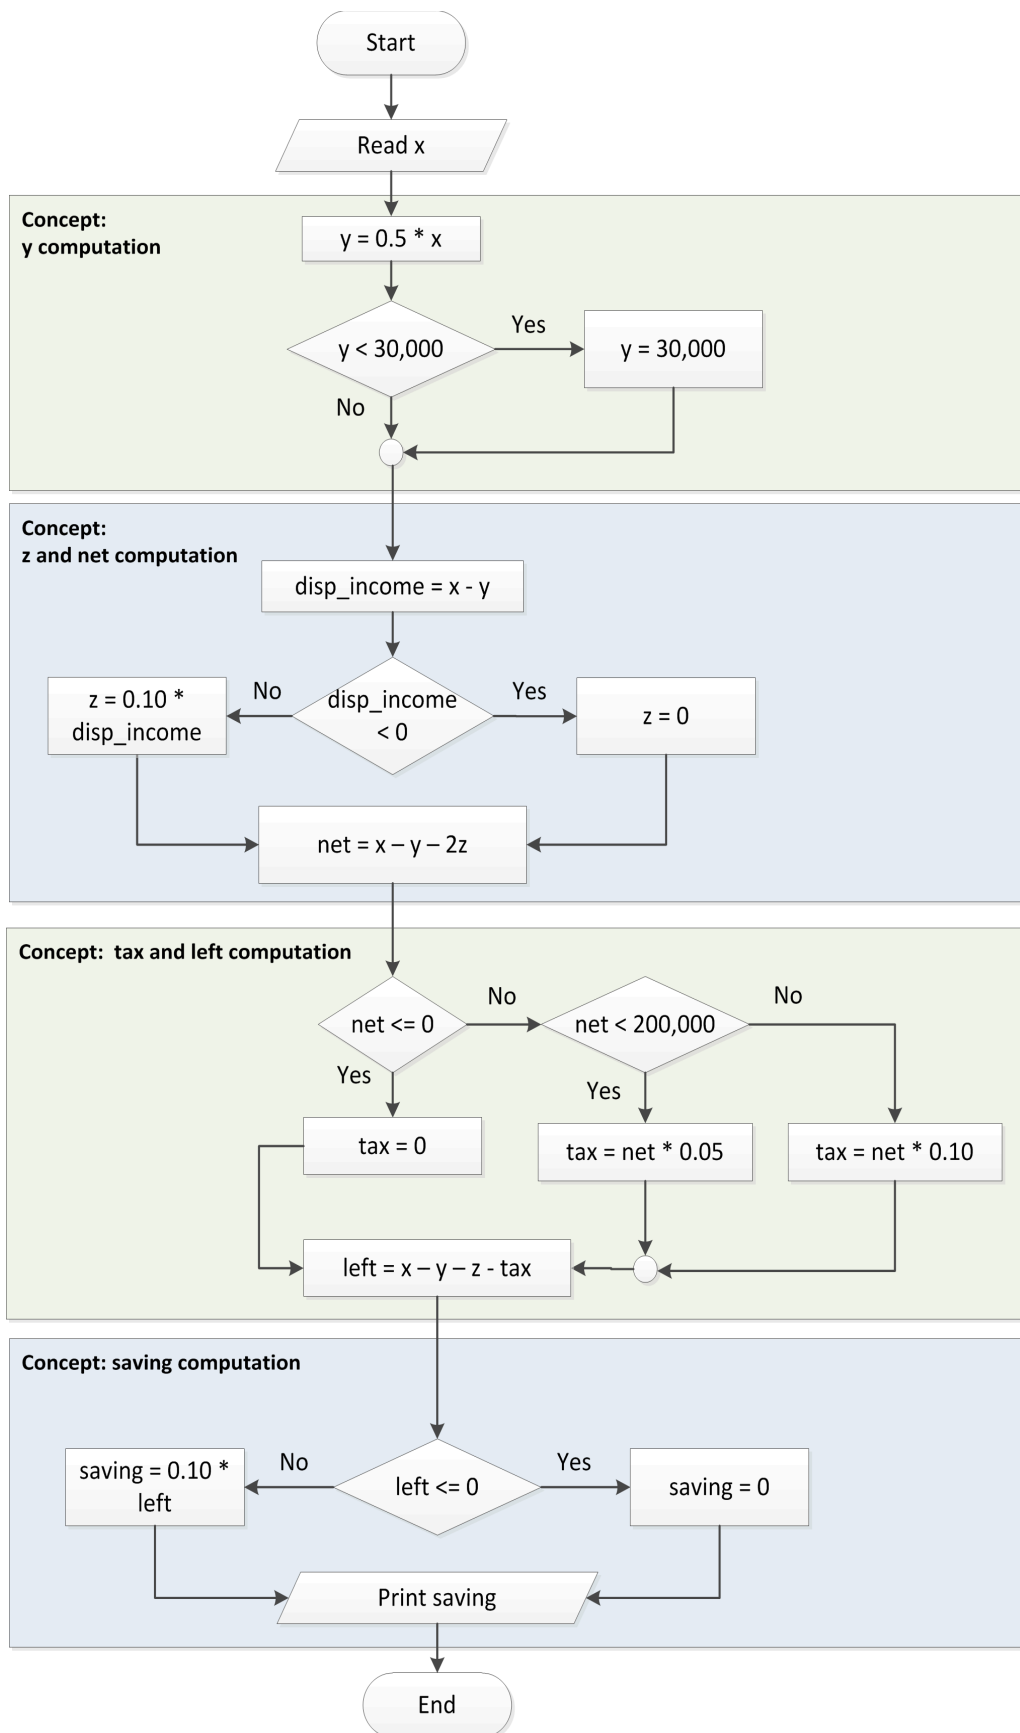 Start
Read x
Concept:
y computation
y = 0.5 * x
y < 30,000
Yes
y = 30,000
No
Concept:
z and net computation
disp_income = x - y
z = 0.10 *
disp_income
No
disp_income
< 0
Yes
z = 0
net = x – y – 2z
Concept:  tax and left computation
net <= 0
No
net < 200,000
No
Yes
Yes
tax = 0
tax = net * 0.05
tax = net * 0.10
left = x – y – z - tax
Concept: saving computation
saving = 0.10 *
left
No
left <= 0
Yes
saving = 0
Print saving
End